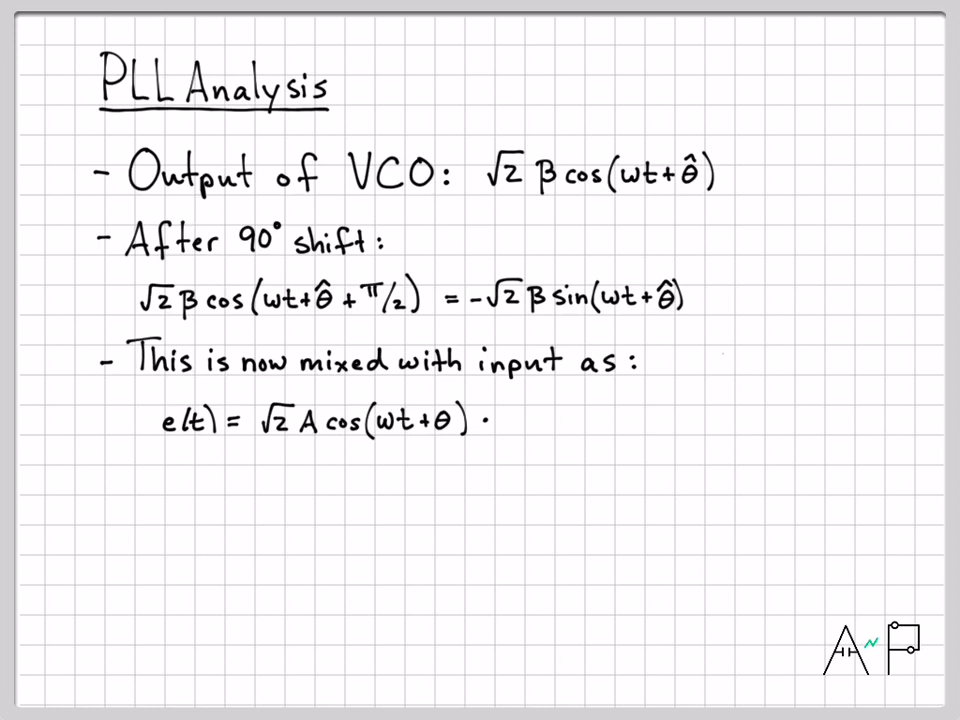 PLL Analysis
- Output of VCO: √2 β cos(ωt+θ̂)
- After 90° shift:
√2 β cos(ωt+θ̂+π/2) = -√2 β sin(ωt+θ̂)
- This is now mixed with input as:
e(t) = √2 A cos(ωt+θ) ·
AP